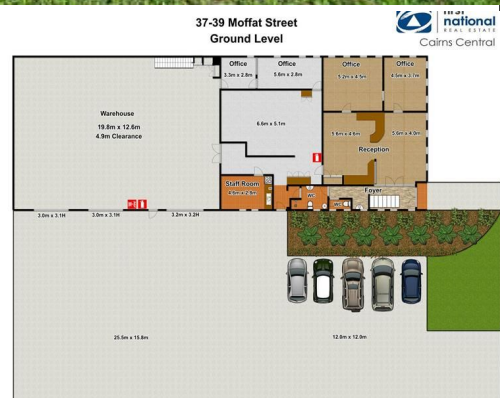 37-39 Moffat Street
Ground Level
first
national
REAL ESTATE
Cairns Central
Office
3.3m x 2.8m
Office
5.6m x 2.8m
Office
5.2m x 4.5m
Office
4.5m x 3.7m
Warehouse
19.8m x 12.6m
4.9m Clearance
6.6m x 5.1m
5.6m x 4.6m
5.6m x 4.0m
Reception
Staff Room
4.6m x 2.8m
WC
WC
Foyer
3.0m x 3.1H
3.0m x 3.1H
3.2m x 3.2H
25.5m x 15.8m
12.0m x 12.0m